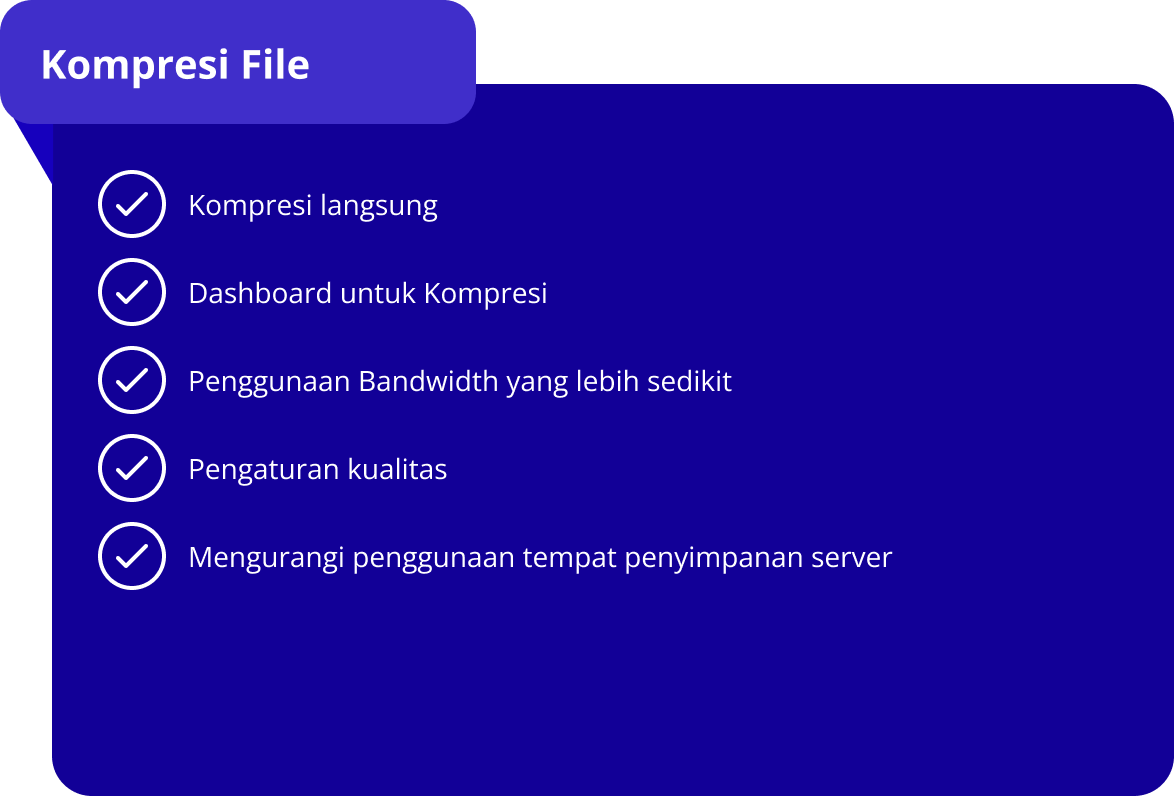 Kompresi File
Kompresi langsung
Dashboard untuk Kompresi
Penggunaan Bandwidth yang lebih sedikit
Pengaturan kualitas
Mengurangi penggunaan tempat penyimpanan server